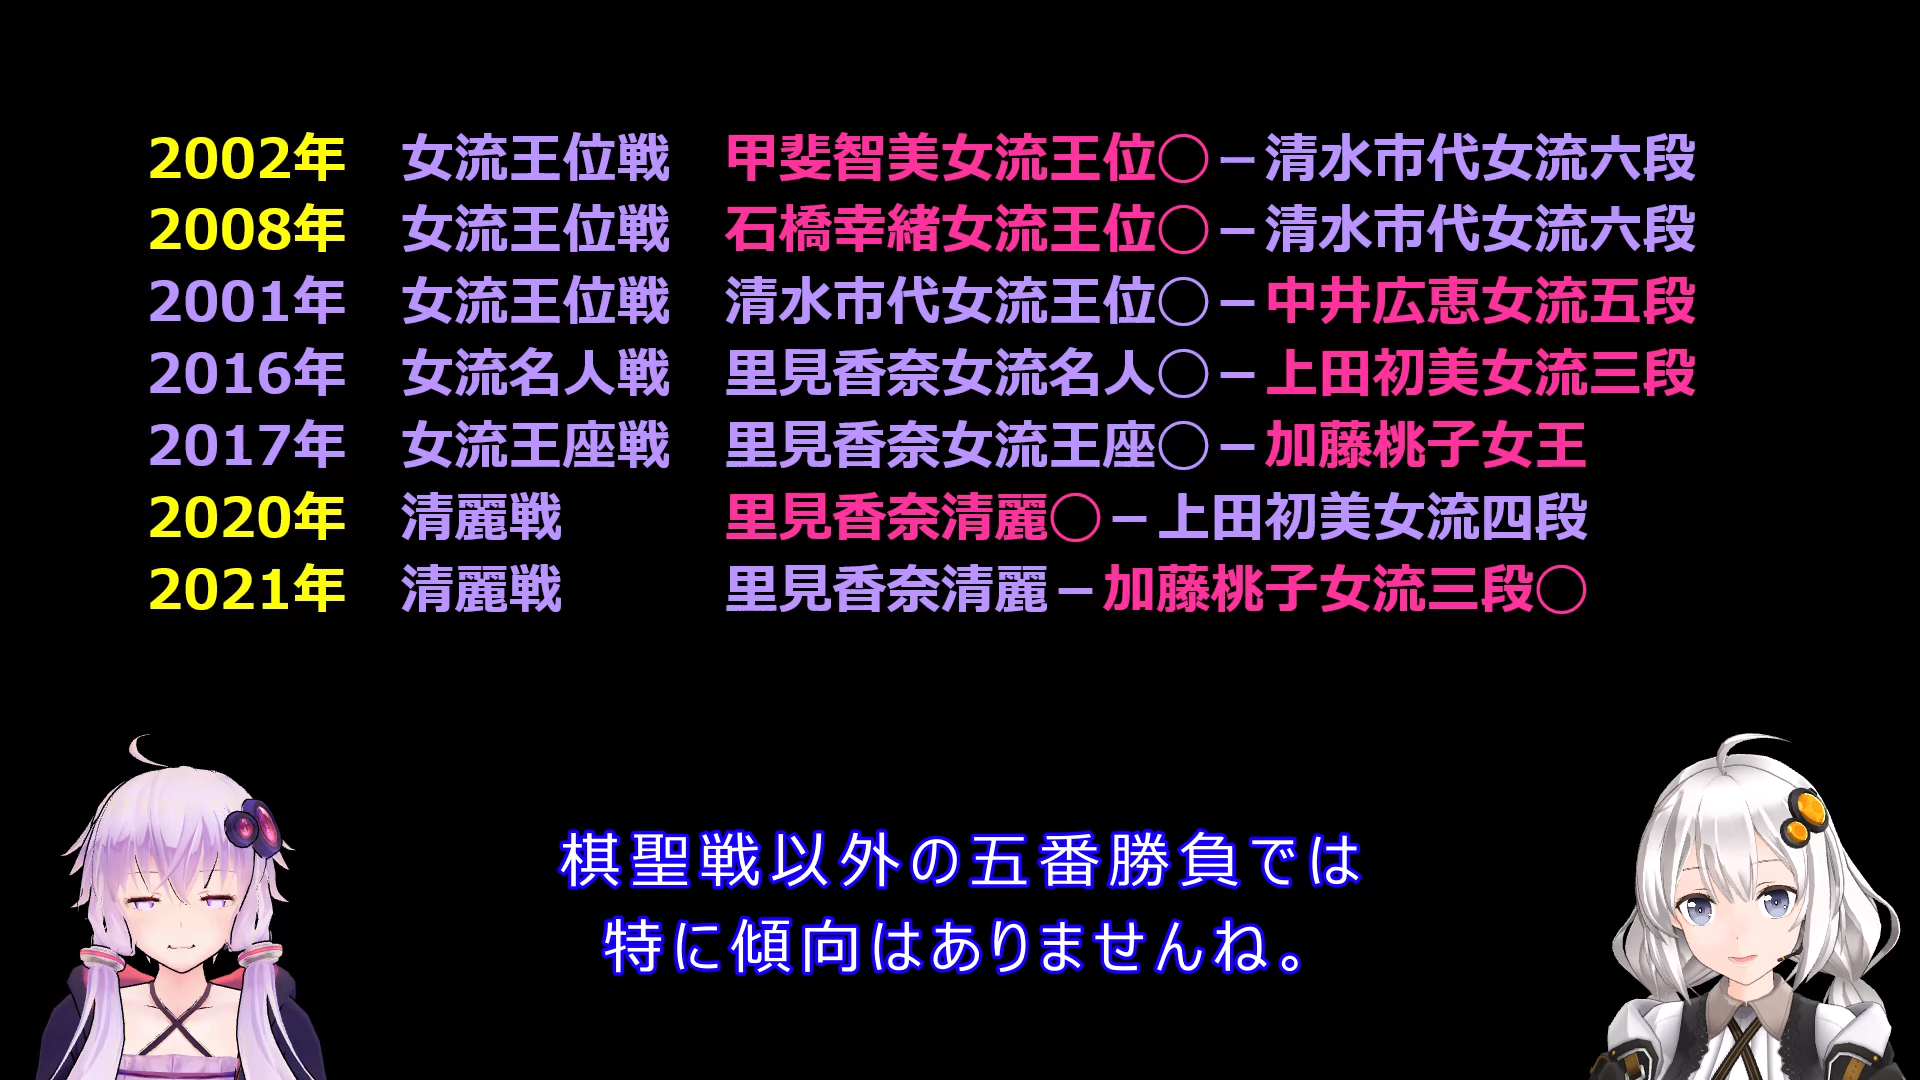 2002年 女流王位戦 甲斐智美女流王位○－清水市代女流六段
2008年 女流王位戦 石橋幸緒女流王位○－清水市代女流六段
2001年 女流王位戦 清水市代女流王位○－中井広恵女流五段
2016年 女流名人戦 里見香奈女流名人○－上田初美女流三段
2017年 女流王座戦 里見香奈女流王座○－加藤桃子女王
2020年 清麗戦 里見香奈清麗○－上田初美女流四段
2021年 清麗戦 里見香奈清麗－加藤桃子女流三段○
棋聖戦以外の五番勝負では
特に傾向はありませんね。